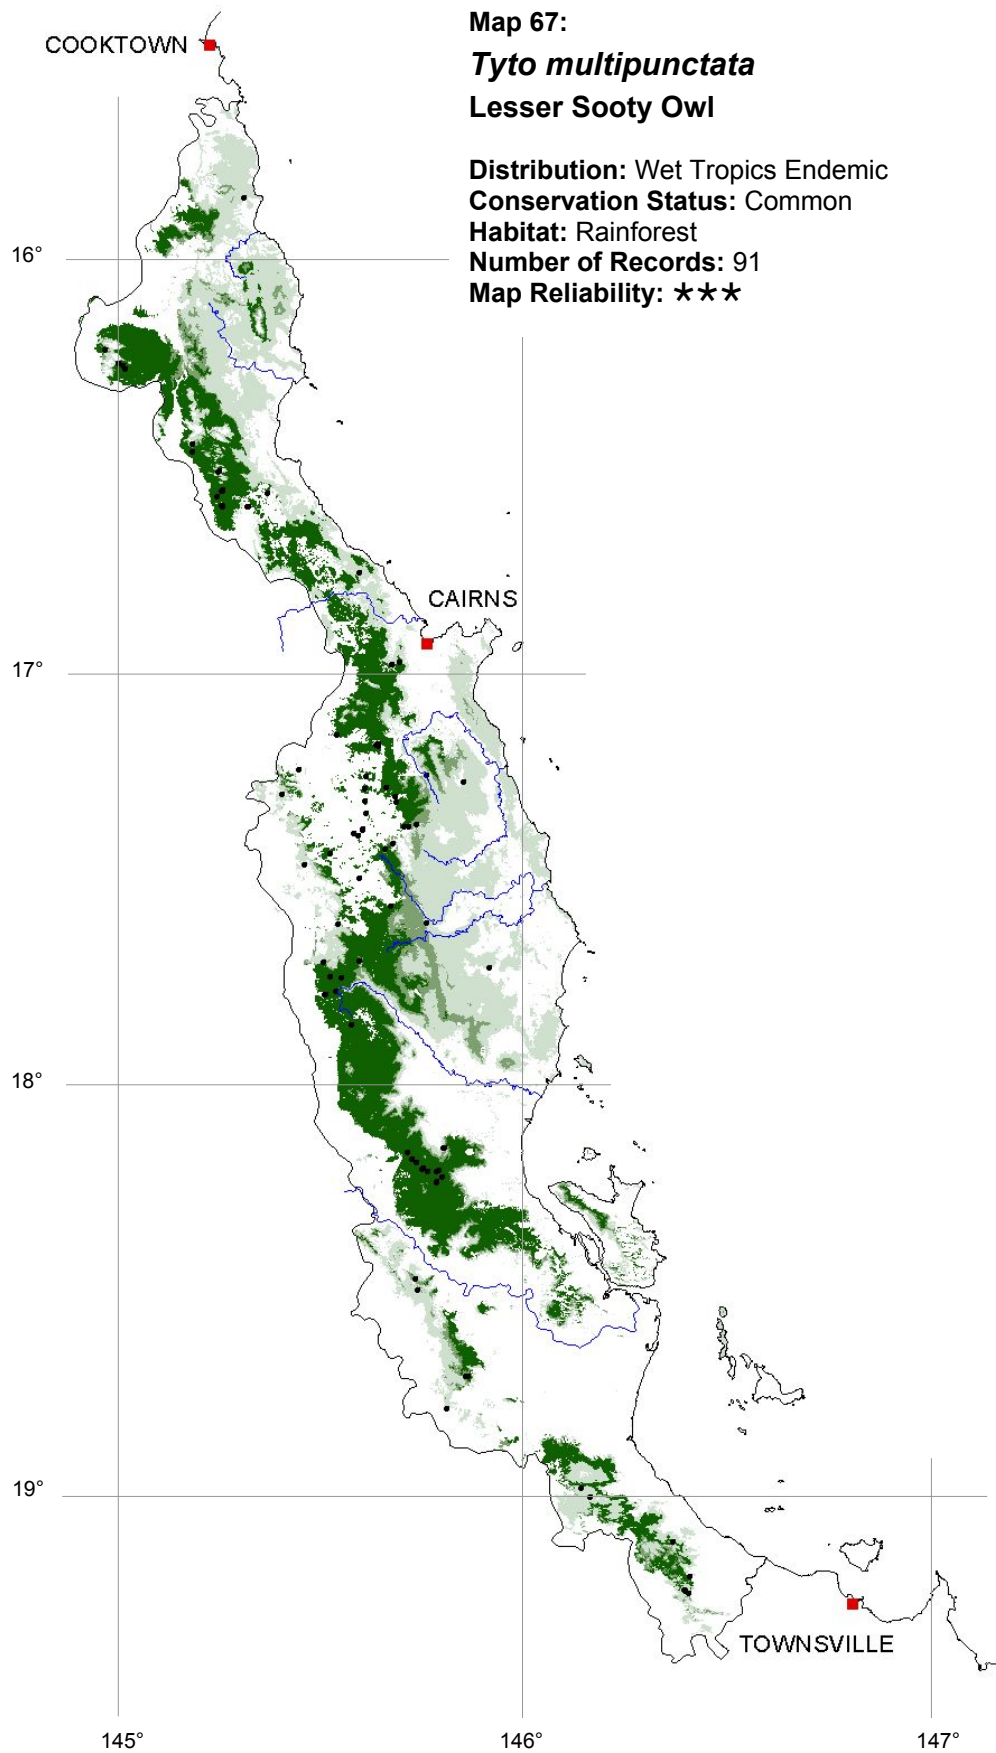 Map 67:
Tyto multipunctata
Lesser Sooty Owl
Distribution: Wet Tropics Endemic
Conservation Status: Common
Habitat: Rainforest
Number of Records: 91
Map Reliability: ★★★
COOKTOWN
16°
CAIRNS
17°
18°
19°
TOWNSVILLE
145°
146°
147°